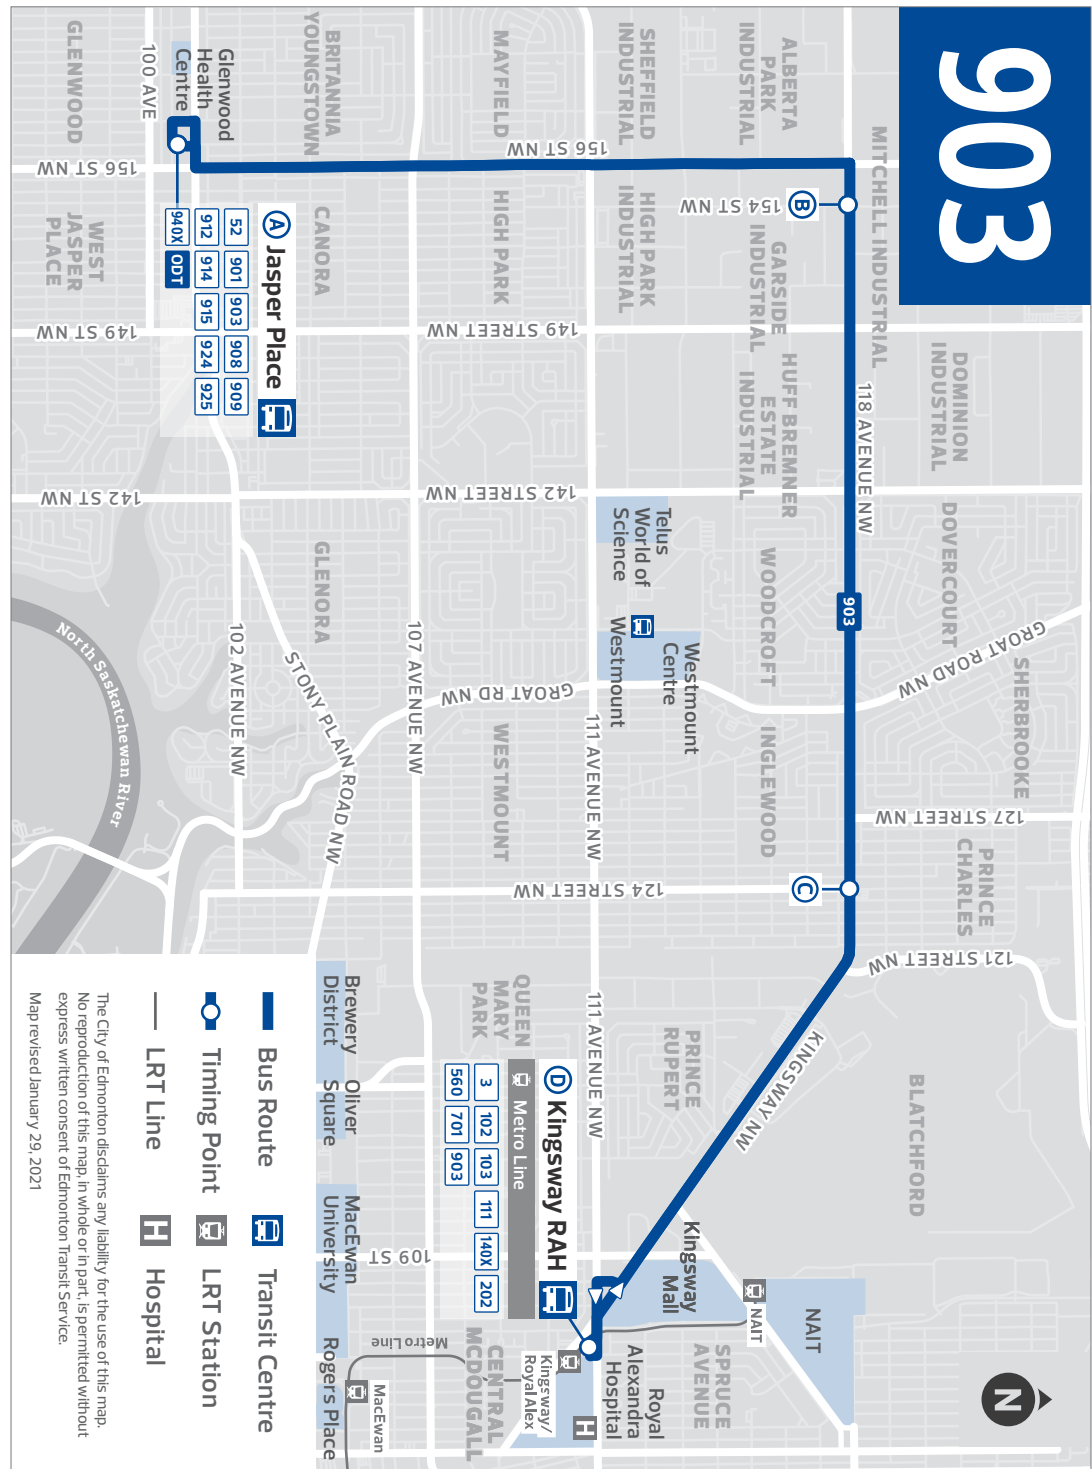 903
GLENWOOD
100 AVE
Glenwood
Health
Centre
BRITANNIA
YOUNGSTOWN
MAYFIELD
SHEFFIELD
INDUSTRIAL
ALBERTA
PARK
INDUSTRIAL
MITCHELL INDUSTRIAL
156 ST NW
156 ST NW
154 ST NW
B
WEST
JASPER
PLACE
A Jasper Place
52 901 903 908 909
912 914 915 924 925
940X ODT
CANORA
HIGH PARK
HIGH PARK
INDUSTRIAL
GARSIDE
INDUSTRIAL
149 ST NW
149 STREET NW
HUFF BREMNER
ESTATE
INDUSTRIAL
118 AVENUE NW
DOMINION
INDUSTRIAL
142 ST NW
142 STREET NW
Telus
World of
Science
DOVERCOURT
WOODCROFT
903
GROAT ROAD NW
GLENORA
North Saskatchewan River
102 AVENUE NW
STONY PLAIN ROAD NW
107 AVENUE NW
GROAT RD NW
Westmount
Westmount
Centre
SHERBROOKE
WESTMOUNT
111 AVENUE NW
INGLEWOOD
127 STREET NW
PRINCE
CHARLES
124 STREET NW
C
121 STREET NW
QUEEN
MARY
PARK
111 AVENUE NW
PRINCE
RUPERT
KINGSWAY NW
BLATCHFORD
D Kingsway RAH
Metro Line
3 102 103 111 140X 202
560 701 903
109 ST
Kingsway
Mall
NAIT
NAIT
Brewery
District
Oliver
Square
MacEwan
University
Rogers Place
Metro Line
MacEwan
CENTRAL
MCDOUGALL
Kingsway/
Royal Alex
Royal
Alexandra
Hospital
H
SPRUCE
AVENUE
N
Bus Route
Timing Point
LRT Line
Transit Centre
LRT Station
H Hospital
The City of Edmonton disclaims any liability for the use of this map.
No reproduction of this map, in whole or in part, is permitted without
express written consent of Edmonton Transit Service.
Map revised January 29, 2021